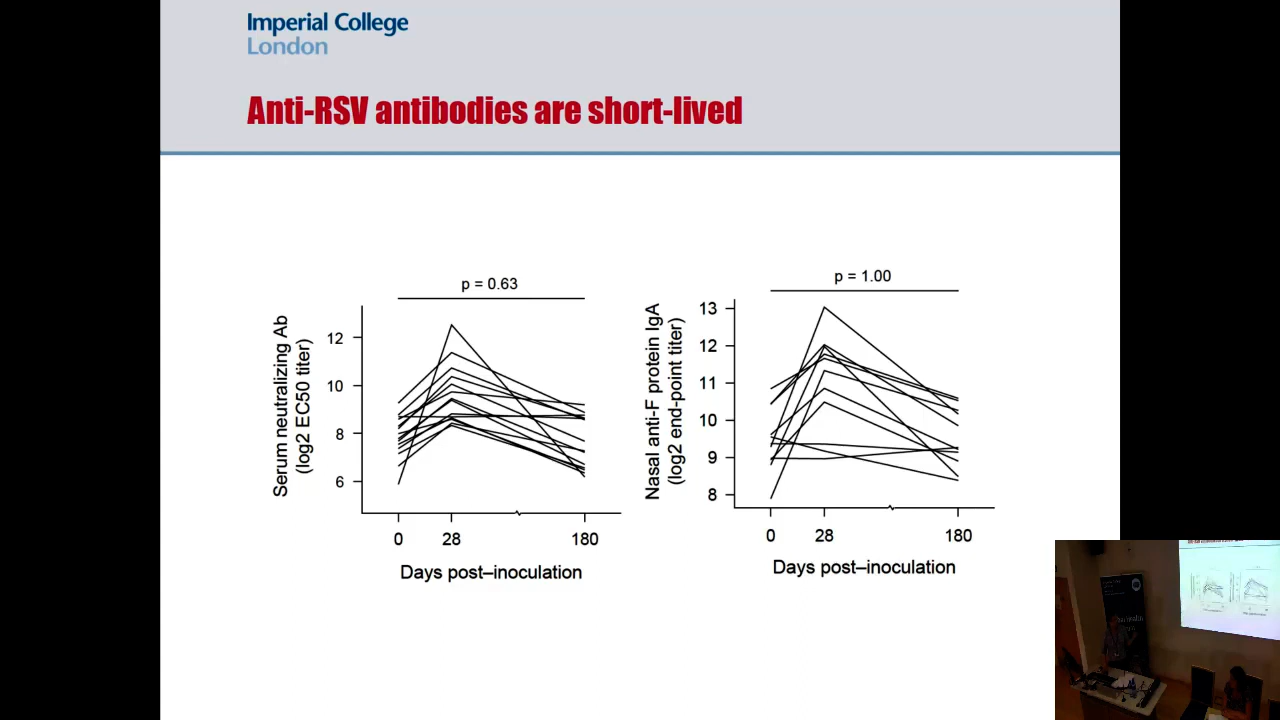 Imperial College
London
Anti-RSV antibodies are short-lived
p = 0.63
Serum neutralizing Ab
(log2 EC50 titer)
12
10
8
6
0 28 180
Days post–inoculation
p = 1.00
Nasal anti-F protein IgA
(log2 end-point titer)
13
12
11
10
9
8
0 28 180
Days post–inoculation